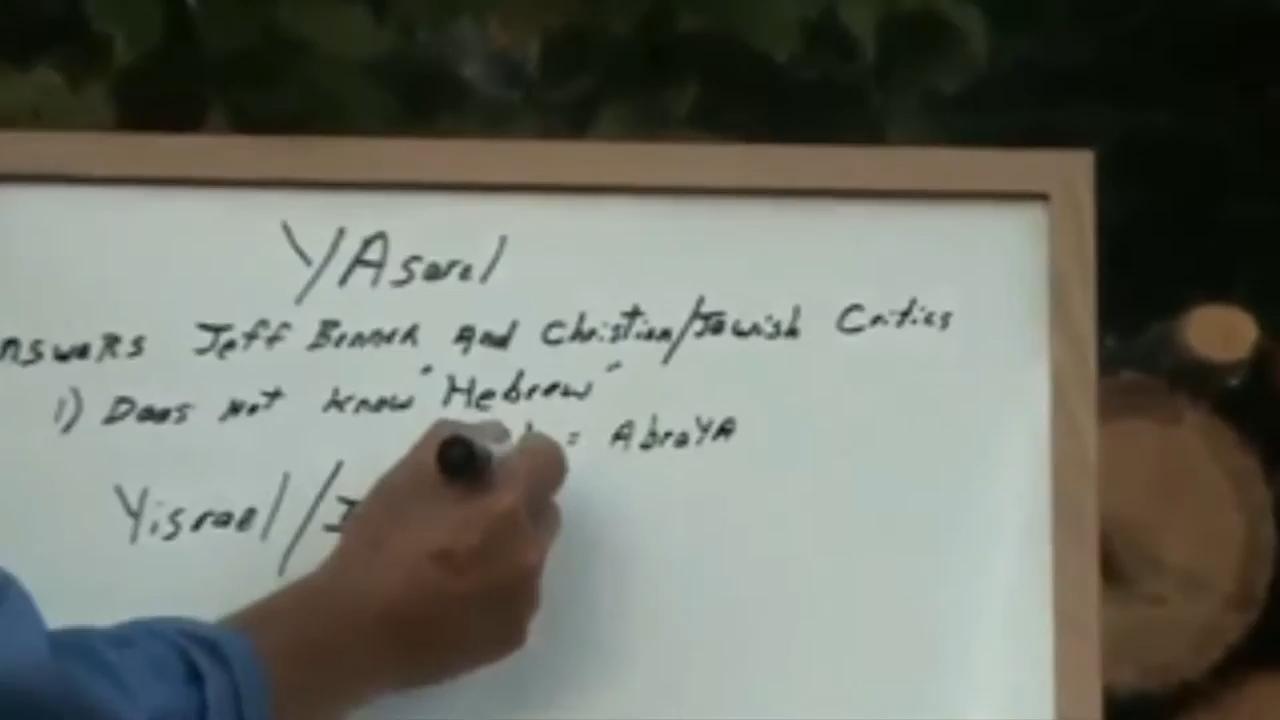 YAsarel
nswers Jeff Benner And Christian/Jewish Critics
1) Does not know "Hebrew"
= AbraYA
Yisrael/I